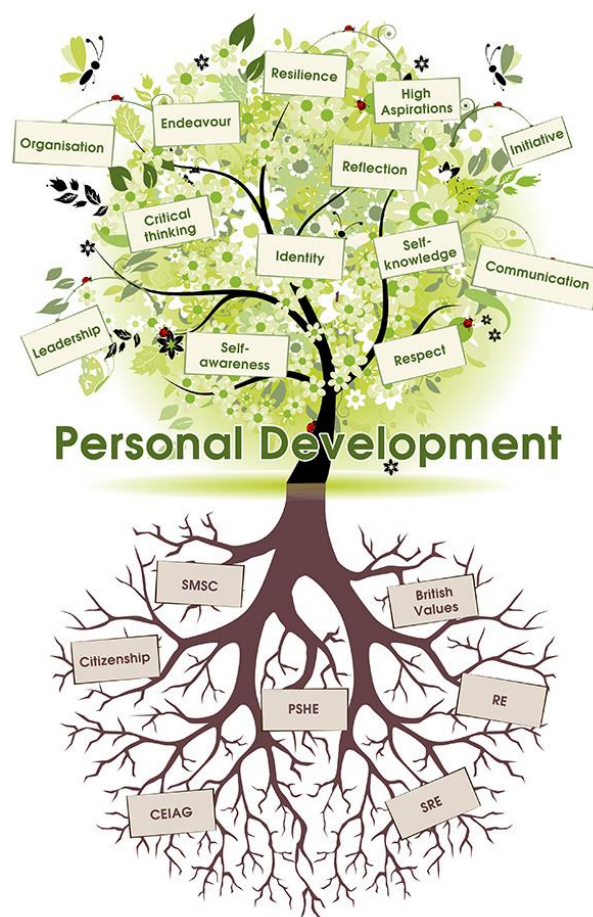 Resilience
High
Aspirations
Endeavour
Organisation
Initiative
Reflection
Critical
thinking
Identity
Self-
knowledge
Communication
Leadership
Self-
awareness
Respect
Personal Development
SMSC
British
Values
Citizenship
PSHE
RE
CEIAG
SRE